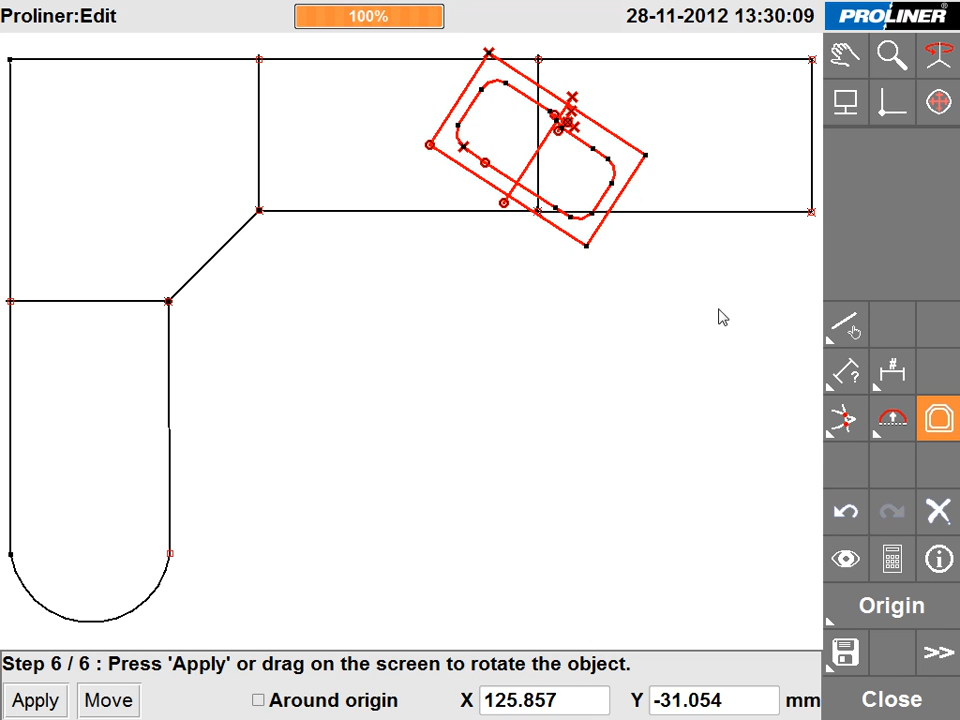 Proliner:Edit
100%
28-11-2012 13:30:09
PROLINER®
?
#
Origin
>>
Step 6 / 6 : Press 'Apply' or drag on the screen to rotate the object.
Apply
Move
Around origin
X 125.857
Y -31.054
mm
Close